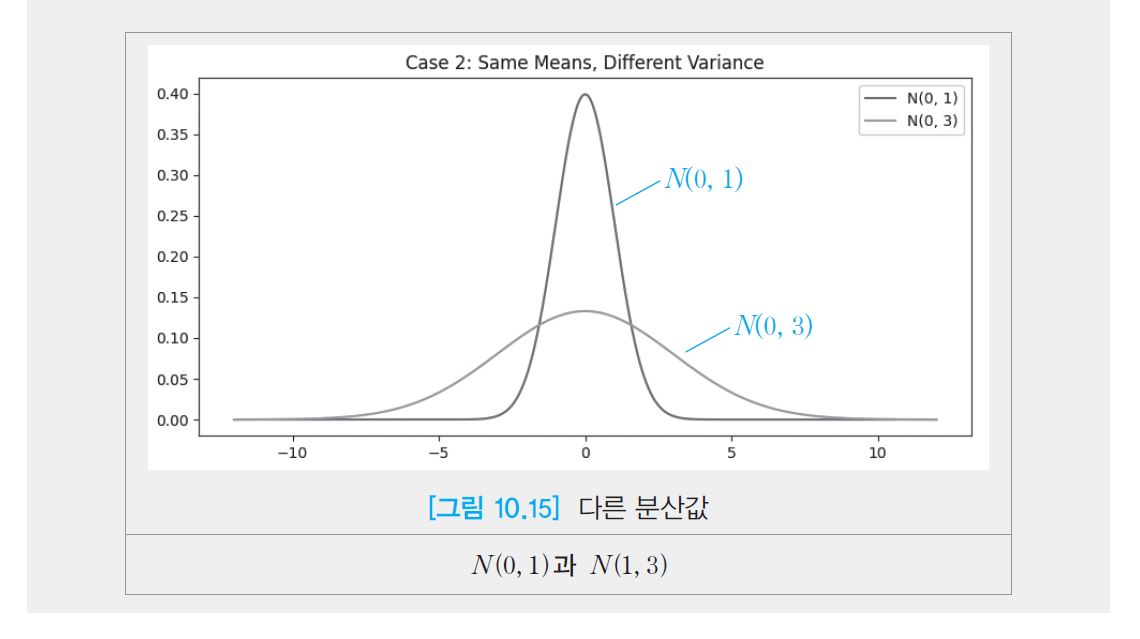 Case 2: Same Means, Different Variance
0.40
0.35
0.30
0.25
0.20
0.15
0.10
0.05
0.00
−10
−5
0
5
10
N(0, 1)
N(0, 3)
N(0, 1)
N(0, 3)
[그림 10.15] 다른 분산값
N(0, 1)과 N(1, 3)